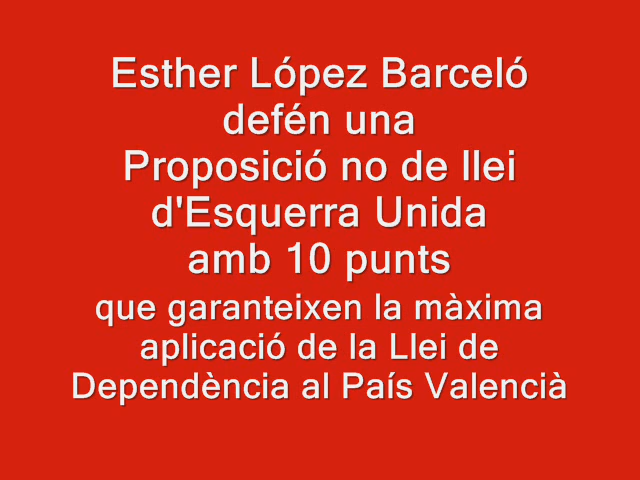 Esther López Barceló
defén una
Proposició no de llei
d'Esquerra Unida
amb 10 punts
que garanteixen la màxima
aplicació de la Llei de
Dependència al País Valencià